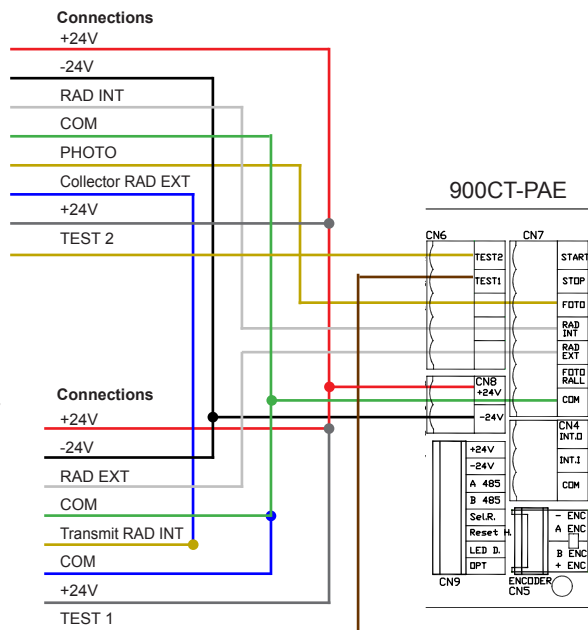 Connections
+24V
-24V
RAD INT
COM
PHOTO
Collector RAD EXT
+24V
TEST 2
Connections
+24V
-24V
RAD EXT
COM
Transmit RAD INT
COM
+24V
TEST 1
900CT-PAE
CN6
TEST2
TEST1
CN7
START
STOP
FOTO
RAD
INT
RAD
EXT
FOTO
RALL
COM
CN8
+24V
-24V
CN4
INT.O
INT.I
COM
+24V
-24V
A 485
B 485
Sel.R.
Reset H.
LED D.
OPT
CN9
- ENC
A ENC
B ENC
+ ENC
ENCODER
CN5